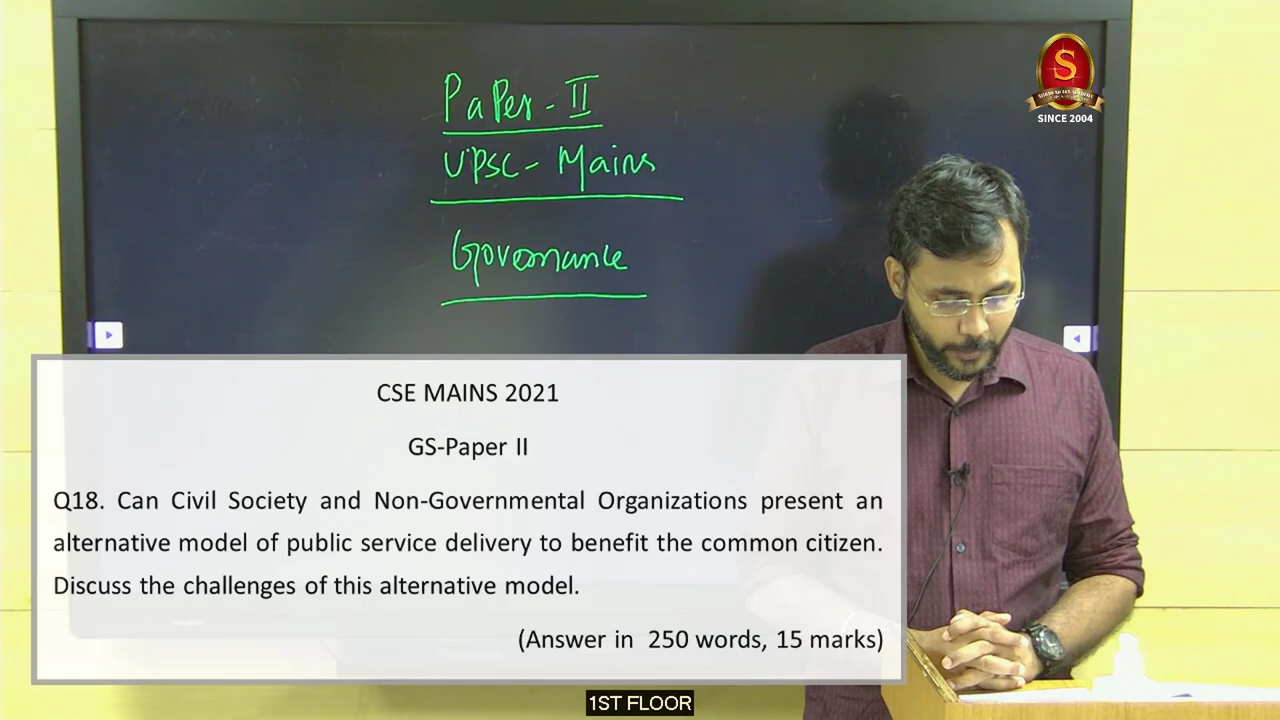 PaPer - II
UPSC - Mains
Governance
S
SINCE 2004
CSE MAINS 2021
GS-Paper II
Q18. Can Civil Society and Non-Governmental Organizations present an
alternative model of public service delivery to benefit the common citizen.
Discuss the challenges of this alternative model.
(Answer in 250 words, 15 marks)
1ST FLOOR